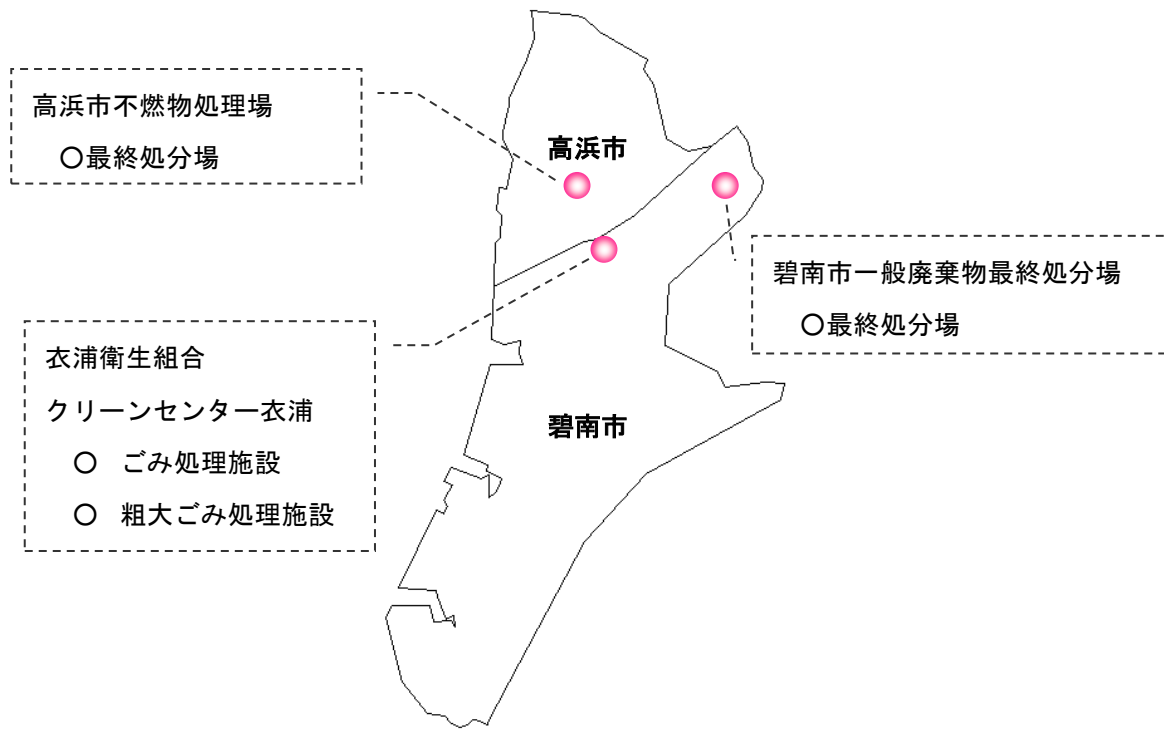 高浜市不燃物処理場
○最終処分場
高浜市
碧南市一般廃棄物最終処分場
○最終処分場
衣浦衛生組合
クリーンセンター衣浦
○ ごみ処理施設
○ 粗大ごみ処理施設
碧南市